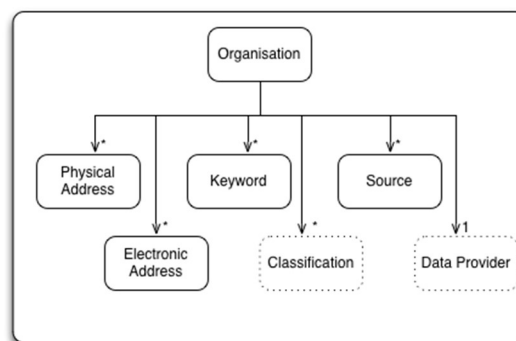 Organisation
* * *
Physical
Address
Keyword
Source
* * 1
Electronic
Address
Classification
Data Provider